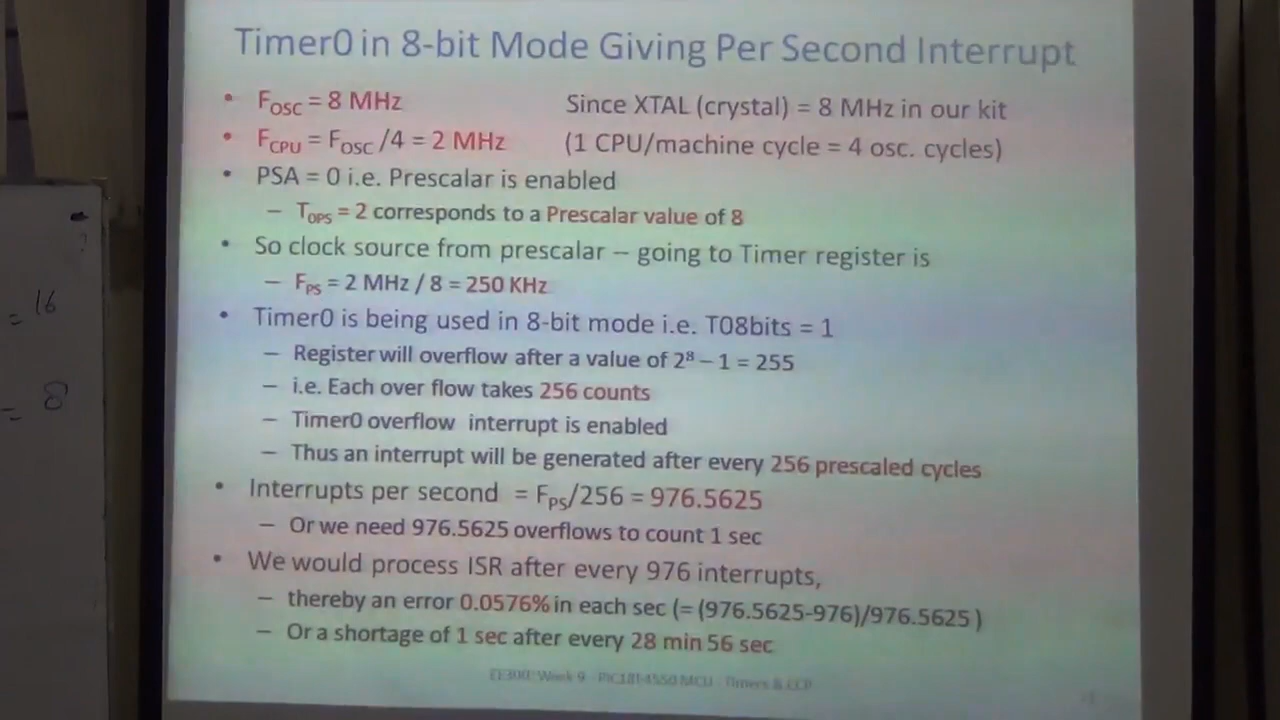 Timer0 in 8-bit Mode Giving Per Second Interrupt
• FOSC = 8 MHz Since XTAL (crystal) = 8 MHz in our kit
• FCPU = FOSC /4 = 2 MHz (1 CPU/machine cycle = 4 osc. cycles)
• PSA = 0 i.e. Prescalar is enabled
– T0PS = 2 corresponds to a Prescalar value of 8
• So clock source from prescalar – going to Timer register is
– FPS = 2 MHz / 8 = 250 KHz
• Timer0 is being used in 8-bit mode i.e. T08bits = 1
– Register will overflow after a value of 2⁸ – 1 = 255
– i.e. Each over flow takes 256 counts
– Timer0 overflow interrupt is enabled
– Thus an interrupt will be generated after every 256 prescaled cycles
• Interrupts per second = FPS/256 = 976.5625
– Or we need 976.5625 overflows to count 1 sec
• We would process ISR after every 976 interrupts,
– thereby an error 0.0576% in each sec (= (976.5625-976)/976.5625 )
– Or a shortage of 1 sec after every 28 min 56 sec
Week 9 - PIC18F4550 MCU - Timers & CCP
= 16
= 8